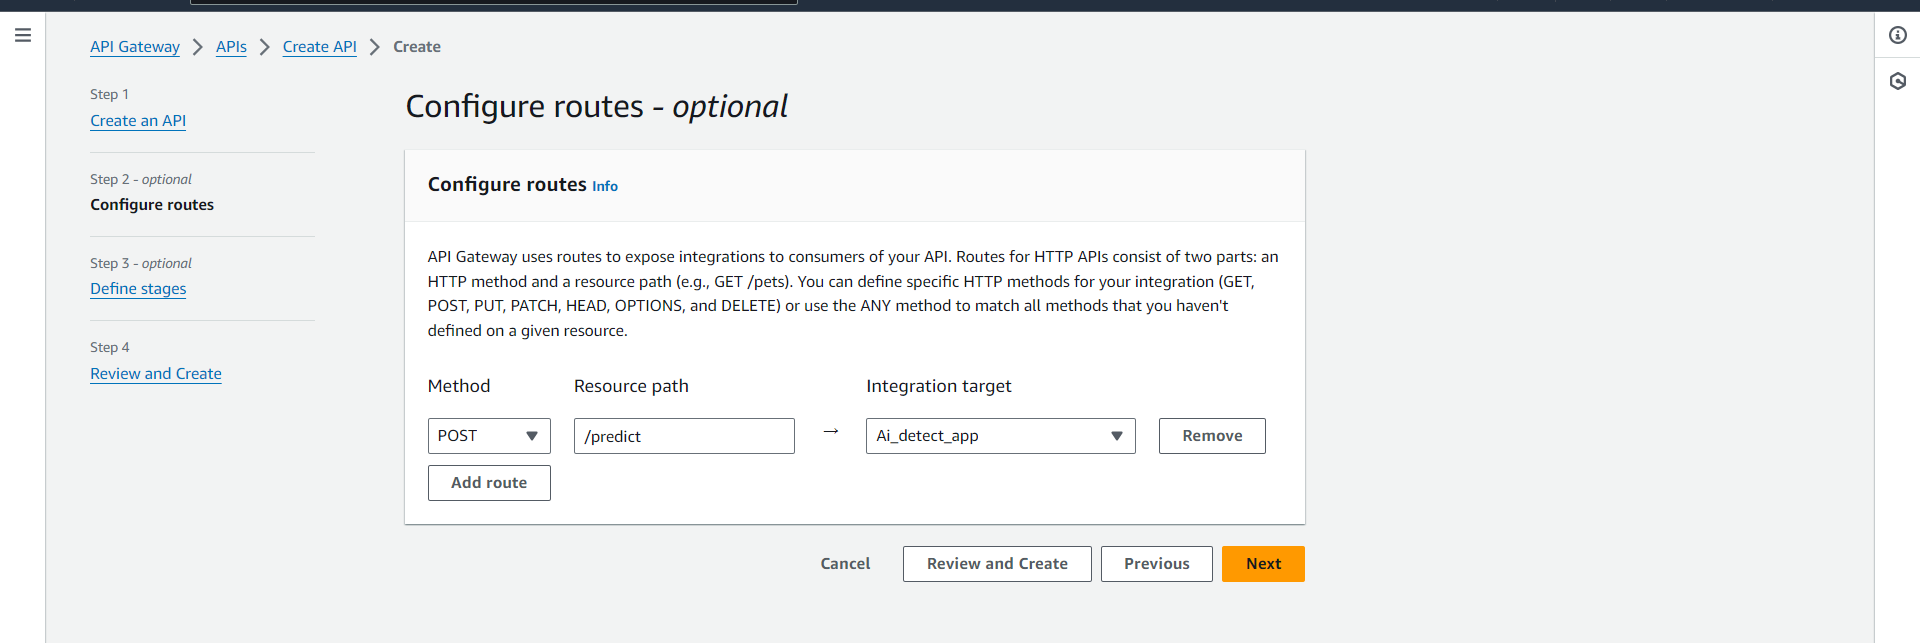 API Gateway > APIs > Create API > Create
Step 1
Create an API
Step 2 - optional
Configure routes
Step 3 - optional
Define stages
Step 4
Review and Create
Configure routes - optional
Configure routes Info
API Gateway uses routes to expose integrations to consumers of your API. Routes for HTTP APIs consist of two parts: an
HTTP method and a resource path (e.g., GET /pets). You can define specific HTTP methods for your integration (GET,
POST, PUT, PATCH, HEAD, OPTIONS, and DELETE) or use the ANY method to match all methods that you haven't
defined on a given resource.
Method Resource path Integration target
POST /predict → Ai_detect_app Remove
Add route
Cancel Review and Create Previous Next